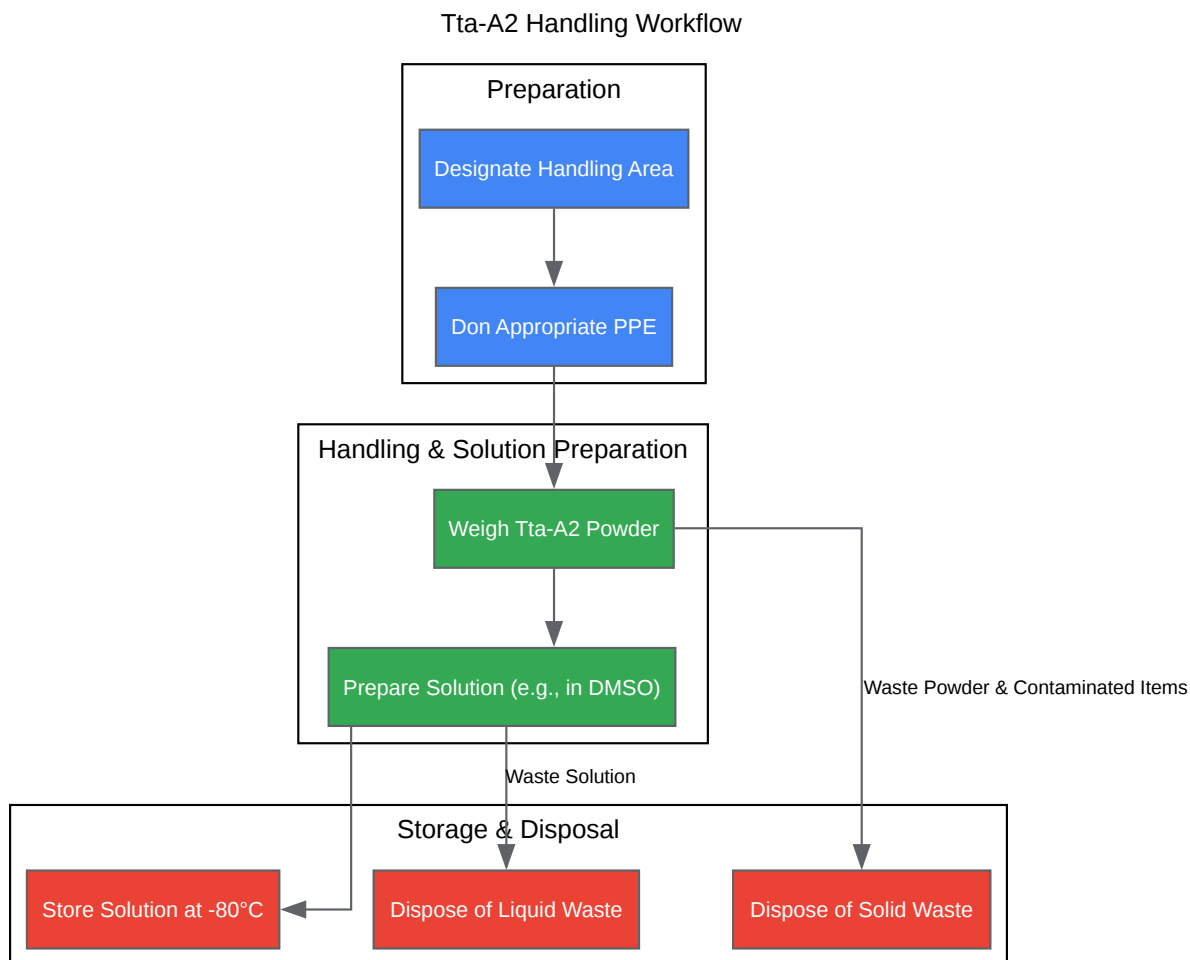 Tta-A2 Handling Workflow
Preparation
Designate Handling Area
Don Appropriate PPE
Handling & Solution Preparation
Weigh Tta-A2 Powder
Prepare Solution (e.g., in DMSO)
Waste Powder & Contaminated Items
Waste Solution
Storage & Disposal
Store Solution at -80°C
Dispose of Liquid Waste
Dispose of Solid Waste